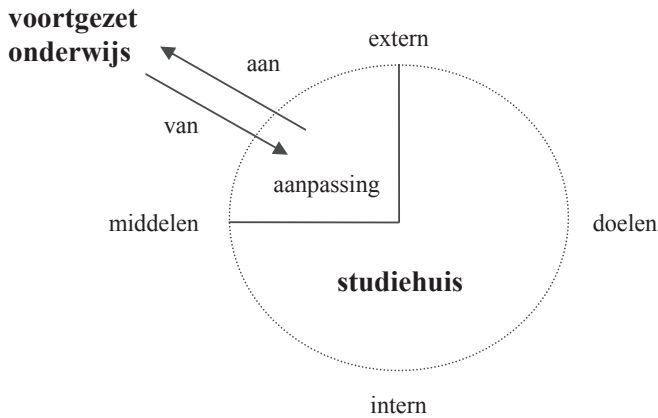 voortgezet
onderwijs
extern
aan
van
aanpassing
middelen
doelen
studiehuis
intern